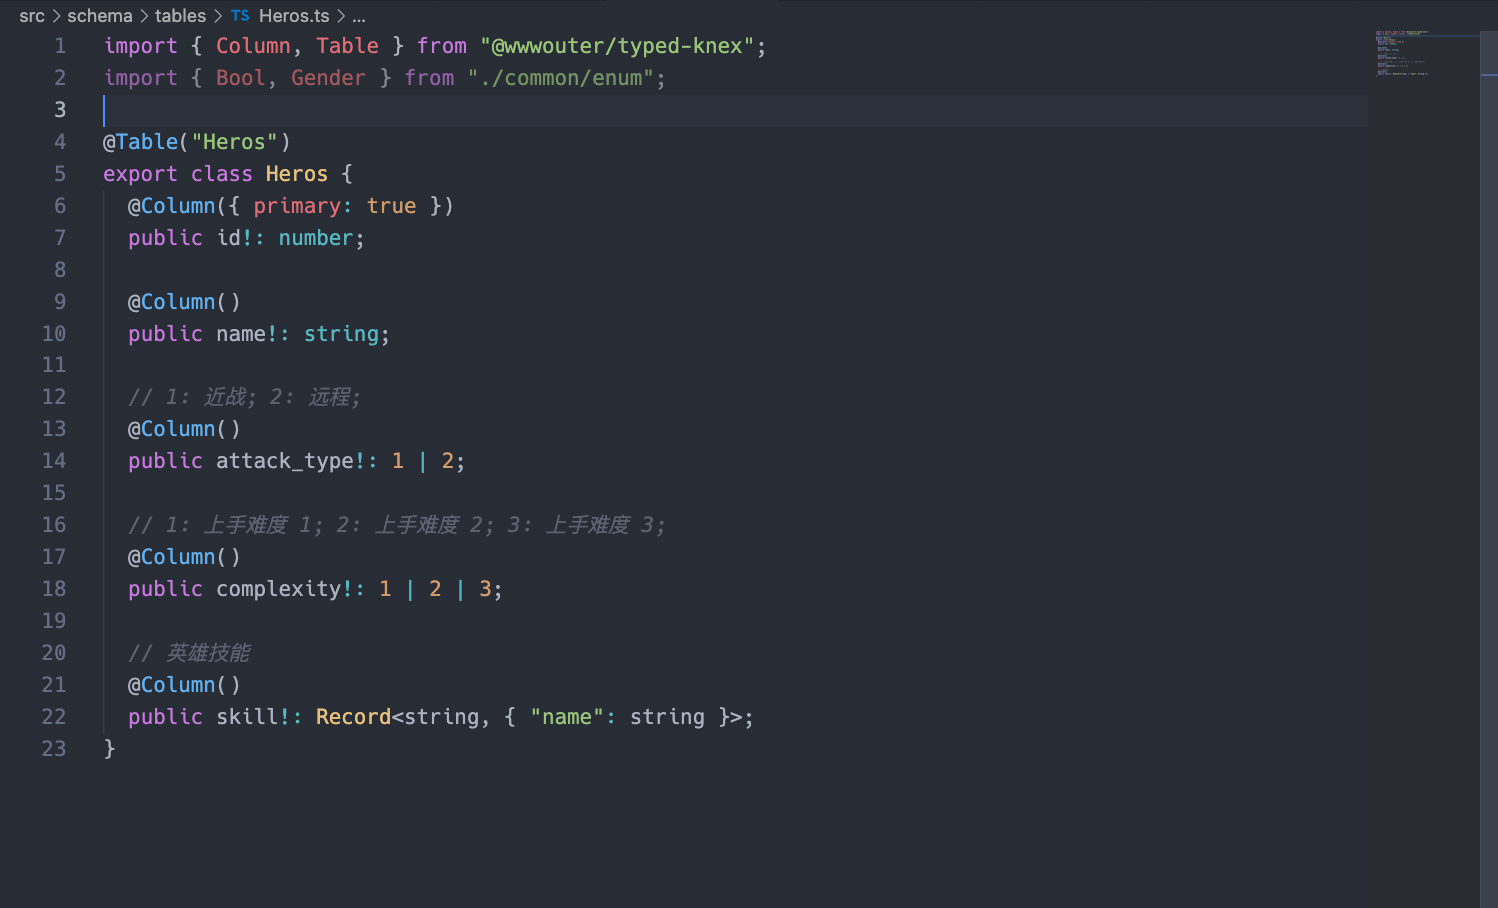 src > schema > tables > TS Heros.ts > ...
1 import { Column, Table } from "@wwwouter/typed-knex";
2 import { Bool, Gender } from "./common/enum";
3
4 @Table("Heros")
5 export class Heros {
6 @Column({ primary: true })
7 public id!: number;
8
9 @Column()
10 public name!: string;
11
12 // 1: 近战; 2: 远程;
13 @Column()
14 public attack_type!: 1 | 2;
15
16 // 1: 上手难度 1; 2: 上手难度 2; 3: 上手难度 3;
17 @Column()
18 public complexity!: 1 | 2 | 3;
19
20 // 英雄技能
21 @Column()
22 public skill!: Record<string, { "name": string }>;
23 }